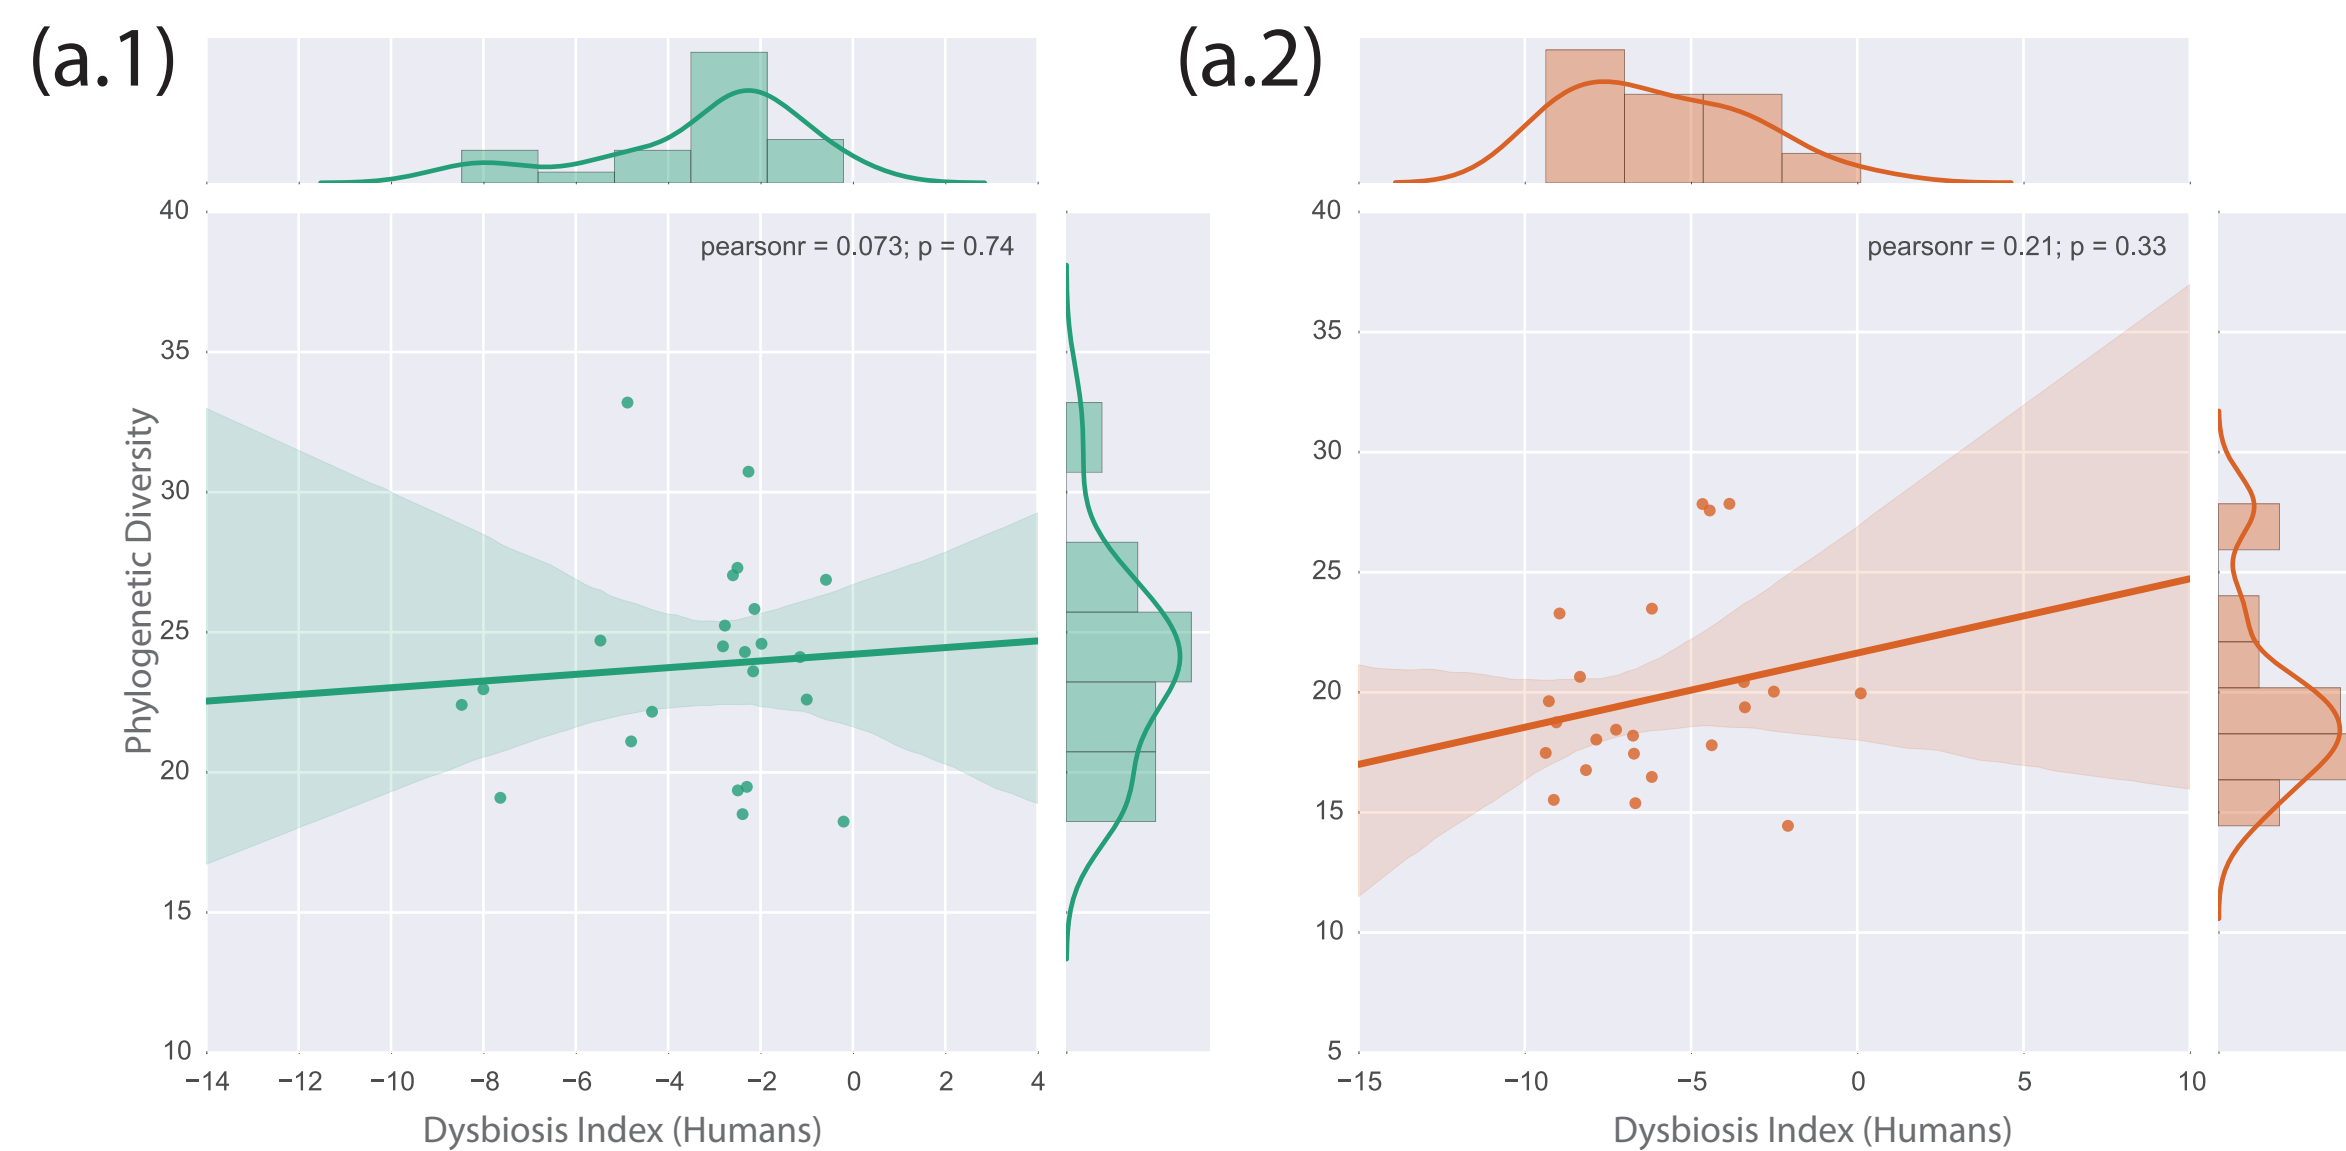 (a.1)
(a.2)
pearsonr = 0.073; p = 0.74
40
35
30
25
20
15
10
Phylogenetic Diversity
−14 −12 −10 −8 −6 −4 −2 0 2 4
Dysbiosis Index (Humans)
pearsonr = 0.21; p = 0.33
40
35
30
25
20
15
10
5
−15 −10 −5 0 5 10
Dysbiosis Index (Humans)